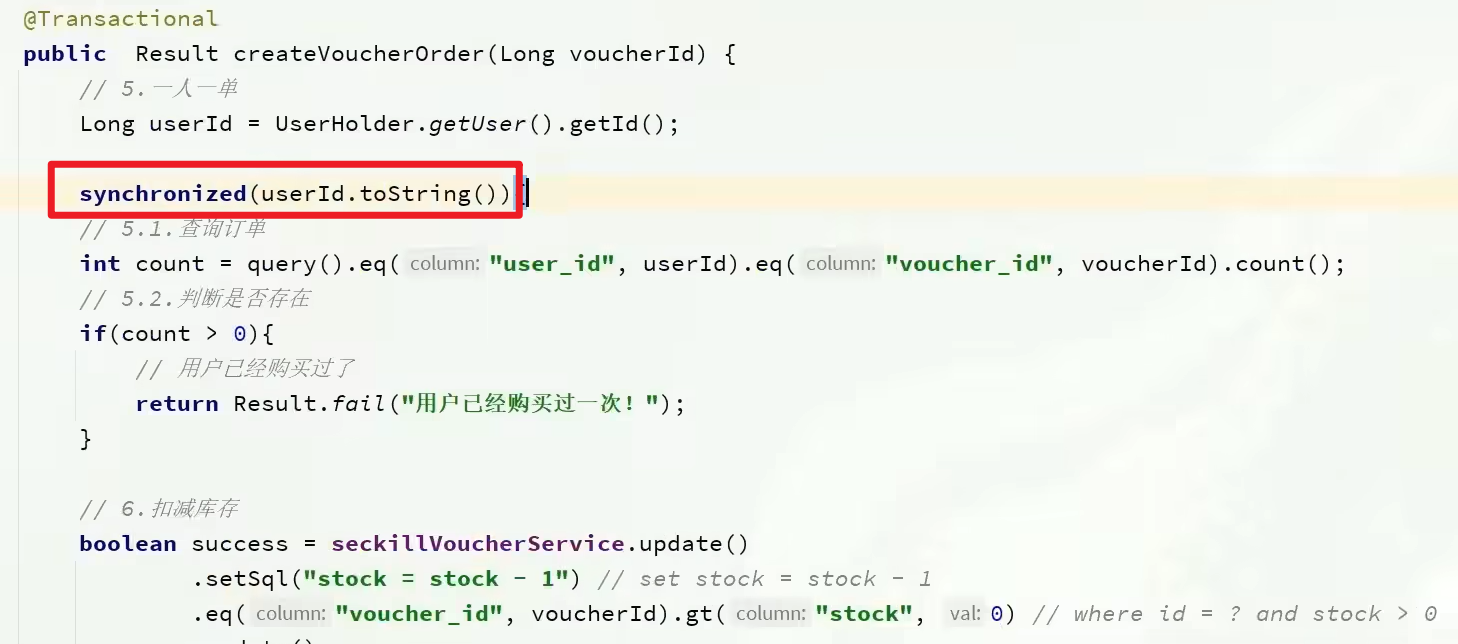 @Transactional
public Result createVoucherOrder(Long voucherId) {
// 5.一人一单
Long userId = UserHolder.getUser().getId();
synchronized(userId.toString())
// 5.1.查询订单
int count = query().eq( column: "user_id", userId).eq( column: "voucher_id", voucherId).count();
// 5.2.判断是否存在
if(count > 0){
// 用户已经购买过了
return Result.fail("用户已经购买过一次！");
}
// 6.扣减库存
boolean success = seckillVoucherService.update()
.setSql("stock = stock - 1") // set stock = stock - 1
.eq( column: "voucher_id", voucherId).gt( column: "stock", val: 0) // where id = ? and stock > 0